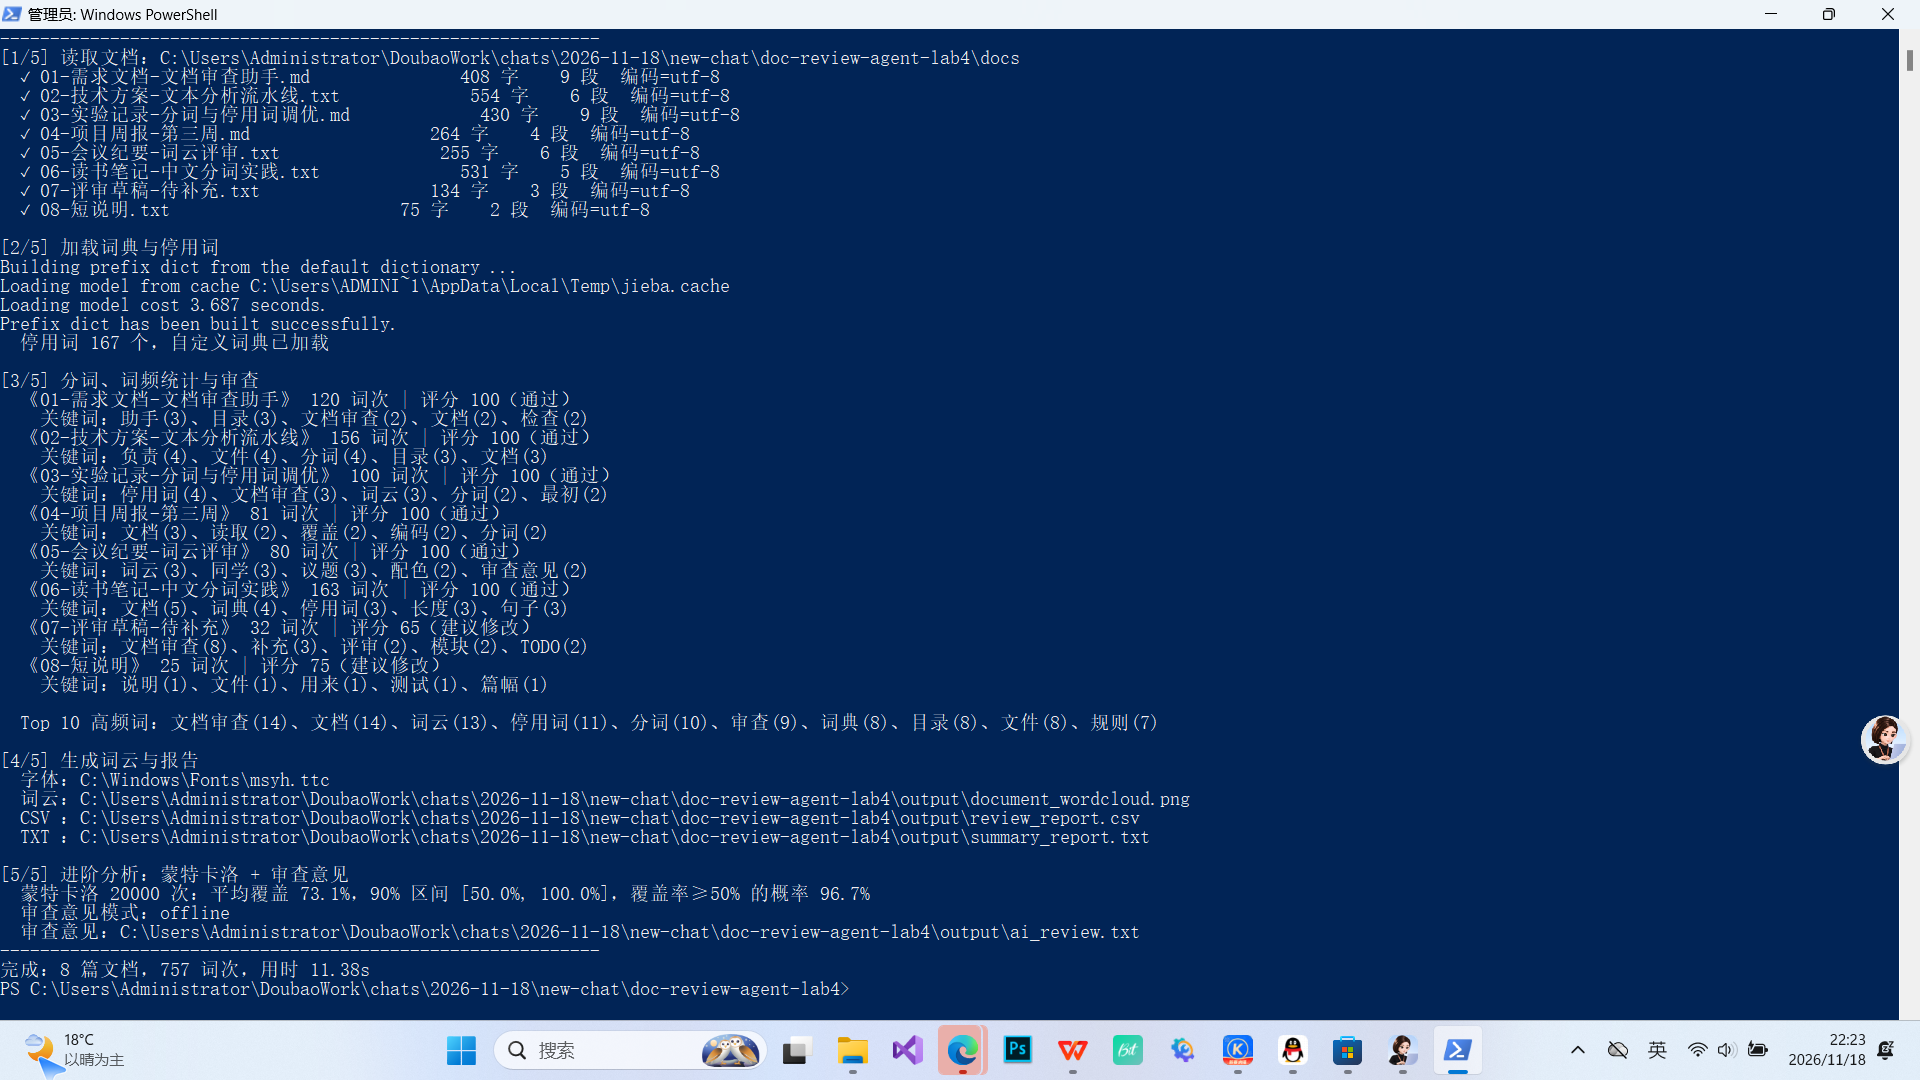 管理员: Windows PowerShell
------------------------------------------------------------
[1/5] 读取文档: C:\Users\Administrator\DoubaoWork\chats\2026-11-18\new-chat\doc-review-agent-lab4\docs
✓ 01-需求文档-文档审查助手.md 408 字 9 段 编码=utf-8
✓ 02-技术方案-文本分析流水线.txt 554 字 6 段 编码=utf-8
✓ 03-实验记录-分词与停用词调优.md 430 字 9 段 编码=utf-8
✓ 04-项目周报-第三周.md 264 字 4 段 编码=utf-8
✓ 05-会议纪要-词云评审.txt 255 字 6 段 编码=utf-8
✓ 06-读书笔记-中文分词实践.txt 531 字 5 段 编码=utf-8
✓ 07-评审草稿-待补充.txt 134 字 3 段 编码=utf-8
✓ 08-短说明.txt 75 字 2 段 编码=utf-8
[2/5] 加载词典与停用词
Building prefix dict from the default dictionary ...
Loading model from cache C:\Users\ADMINI~1\AppData\Local\Temp\jieba.cache
Loading model cost 3.687 seconds.
Prefix dict has been built successfully.
停用词 167 个，自定义词典已加载
[3/5] 分词、词频统计与审查
《01-需求文档-文档审查助手》 120 词次 | 评分 100（通过）
关键词：助手(3)、目录(3)、文档审查(2)、文档(2)、检查(2)
《02-技术方案-文本分析流水线》 156 词次 | 评分 100（通过）
关键词：负责(4)、文件(4)、分词(4)、目录(3)、文档(3)
《03-实验记录-分词与停用词调优》 100 词次 | 评分 100（通过）
关键词：停用词(4)、文档审查(3)、词云(3)、分词(2)、最初(2)
《04-项目周报-第三周》 81 词次 | 评分 100（通过）
关键词：文档(3)、读取(2)、覆盖(2)、编码(2)、分词(2)
《05-会议纪要-词云评审》 80 词次 | 评分 100（通过）
关键词：词云(3)、同学(3)、议题(3)、配色(2)、审查意见(2)
《06-读书笔记-中文分词实践》 163 词次 | 评分 100（通过）
关键词：文档(5)、词典(4)、停用词(3)、长度(3)、句子(3)
《07-评审草稿-待补充》 32 词次 | 评分 65（建议修改）
关键词：文档审查(8)、补充(3)、评审(2)、模块(2)、TODO(2)
《08-短说明》 25 词次 | 评分 75（建议修改）
关键词：说明(1)、文件(1)、用来(1)、测试(1)、篇幅(1)
Top 10 高频词：文档审查(14)、文档(14)、词云(13)、停用词(11)、分词(10)、审查(9)、词典(8)、目录(8)、文件(8)、规则(7)
[4/5] 生成词云与报告
字体：C:\Windows\Fonts\msyh.ttc
词云：C:\Users\Administrator\DoubaoWork\chats\2026-11-18\new-chat\doc-review-agent-lab4\output\document_wordcloud.png
CSV ：C:\Users\Administrator\DoubaoWork\chats\2026-11-18\new-chat\doc-review-agent-lab4\output\review_report.csv
TXT ：C:\Users\Administrator\DoubaoWork\chats\2026-11-18\new-chat\doc-review-agent-lab4\output\summary_report.txt
[5/5] 进阶分析：蒙特卡洛 + 审查意见
蒙特卡洛 20000 次：平均覆盖 73.1%，90% 区间 [50.0%, 100.0%]，覆盖率≥50% 的概率 96.7%
审查意见模式：offline
审查意见：C:\Users\Administrator\DoubaoWork\chats\2026-11-18\new-chat\doc-review-agent-lab4\output\ai_review.txt
------------------------------------------------------------
完成：8 篇文档，757 词次，用时 11.38s
PS C:\Users\Administrator\DoubaoWork\chats\2026-11-18\new-chat\doc-review-agent-lab4>
18°C
以晴为主
搜索
Ps
Bit
K
英
22:23
2026/11/18